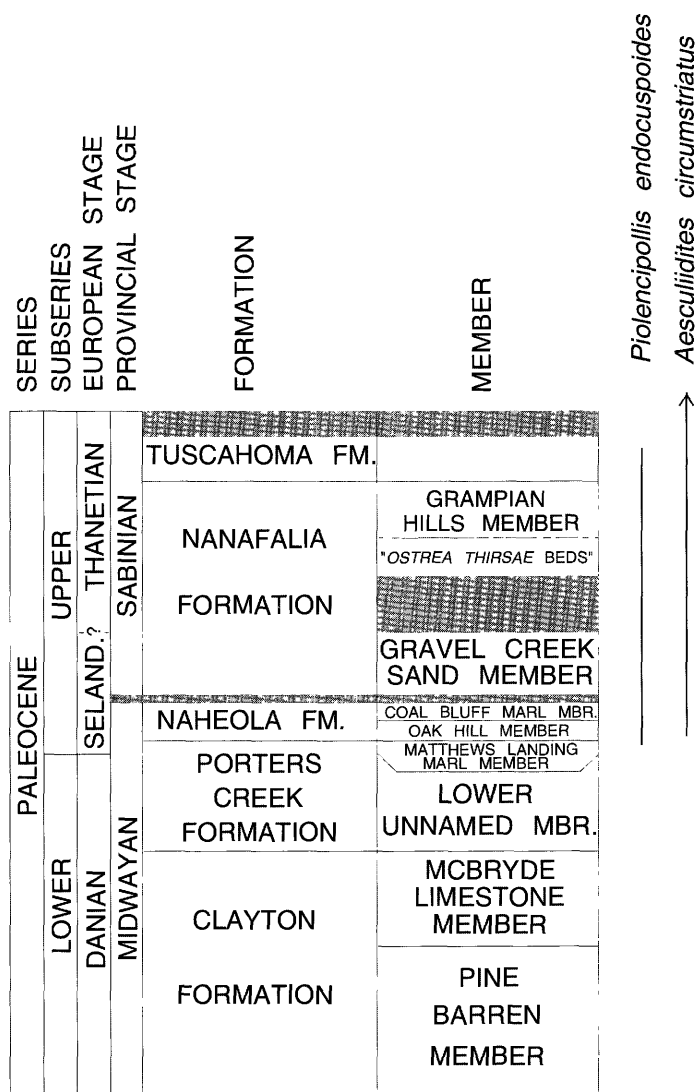 SERIES
SUBSERIES
EUROPEAN STAGE
PROVINCIAL STAGE
FORMATION
MEMBER
Piolencipollis endocuspoides
Aesculiidites circumstriatus
PALEOCENE
UPPER
LOWER
THANETIAN
SELAND.?
DANIAN
SABINIAN
MIDWAYAN
TUSCAHOMA FM.
NANAFALIA
FORMATION
NAHEOLA FM.
PORTERS
CREEK
FORMATION
CLAYTON
FORMATION
GRAMPIAN
HILLS MEMBER
"OSTREA THIRSAE BEDS"
GRAVEL CREEK
SAND MEMBER
COAL BLUFF MARL MBR.
OAK HILL MEMBER
MATTHEWS LANDING
MARL MEMBER
LOWER
UNNAMED MBR.
MCBRYDE
LIMESTONE
MEMBER
PINE
BARREN
MEMBER